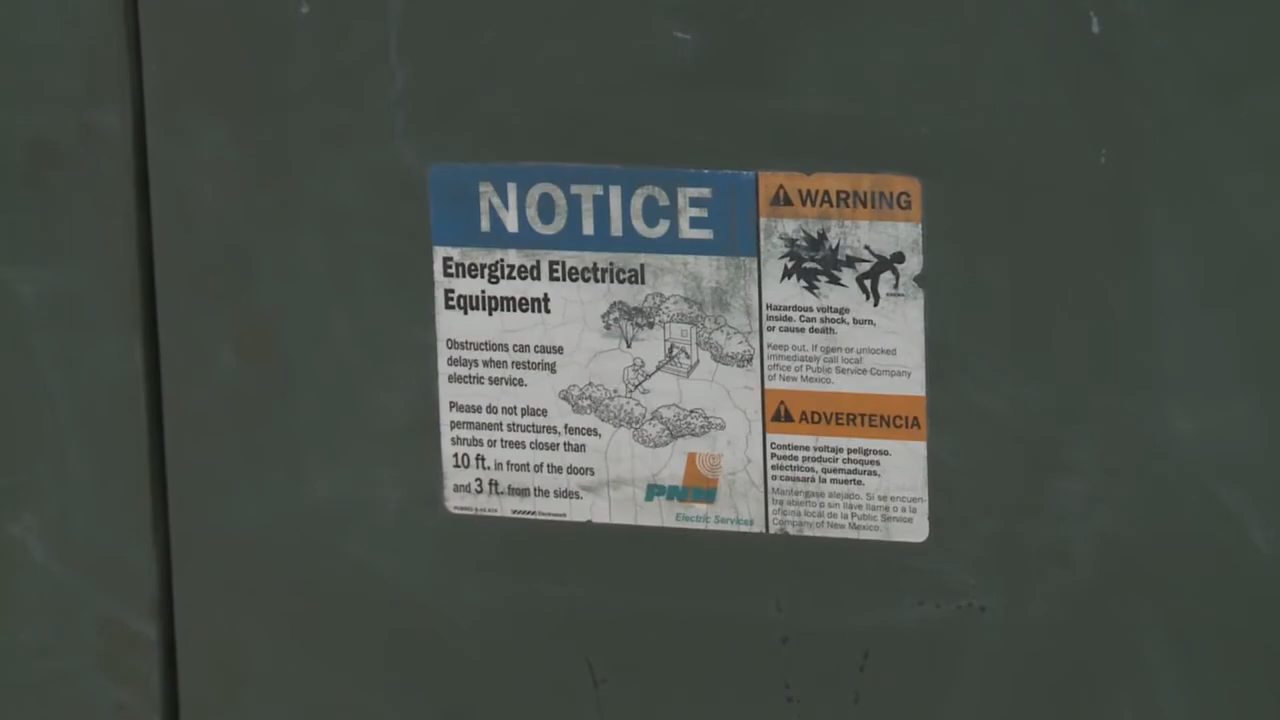 NOTICE
Energized Electrical
Equipment
Obstructions can cause
delays when restoring
electric service.
Please do not place
permanent structures, fences,
shrubs or trees closer than
10 ft. in front of the doors
and 3 ft. from the sides.
PNM
Electric Services
WARNING
Hazardous voltage
inside. Can shock, burn,
or cause death.
Keep out. If open or unlocked
immediately call local
office of Public Service Company
of New Mexico.
ADVERTENCIA
Contiene voltaje peligroso.
Puede producir choques
eléctricos, quemaduras,
o causará la muerte.
Mantengase alejado. Si se encuen-
tra abierto o sin llave llame o a la
oficina local de la Public Service
Company of New Mexico.